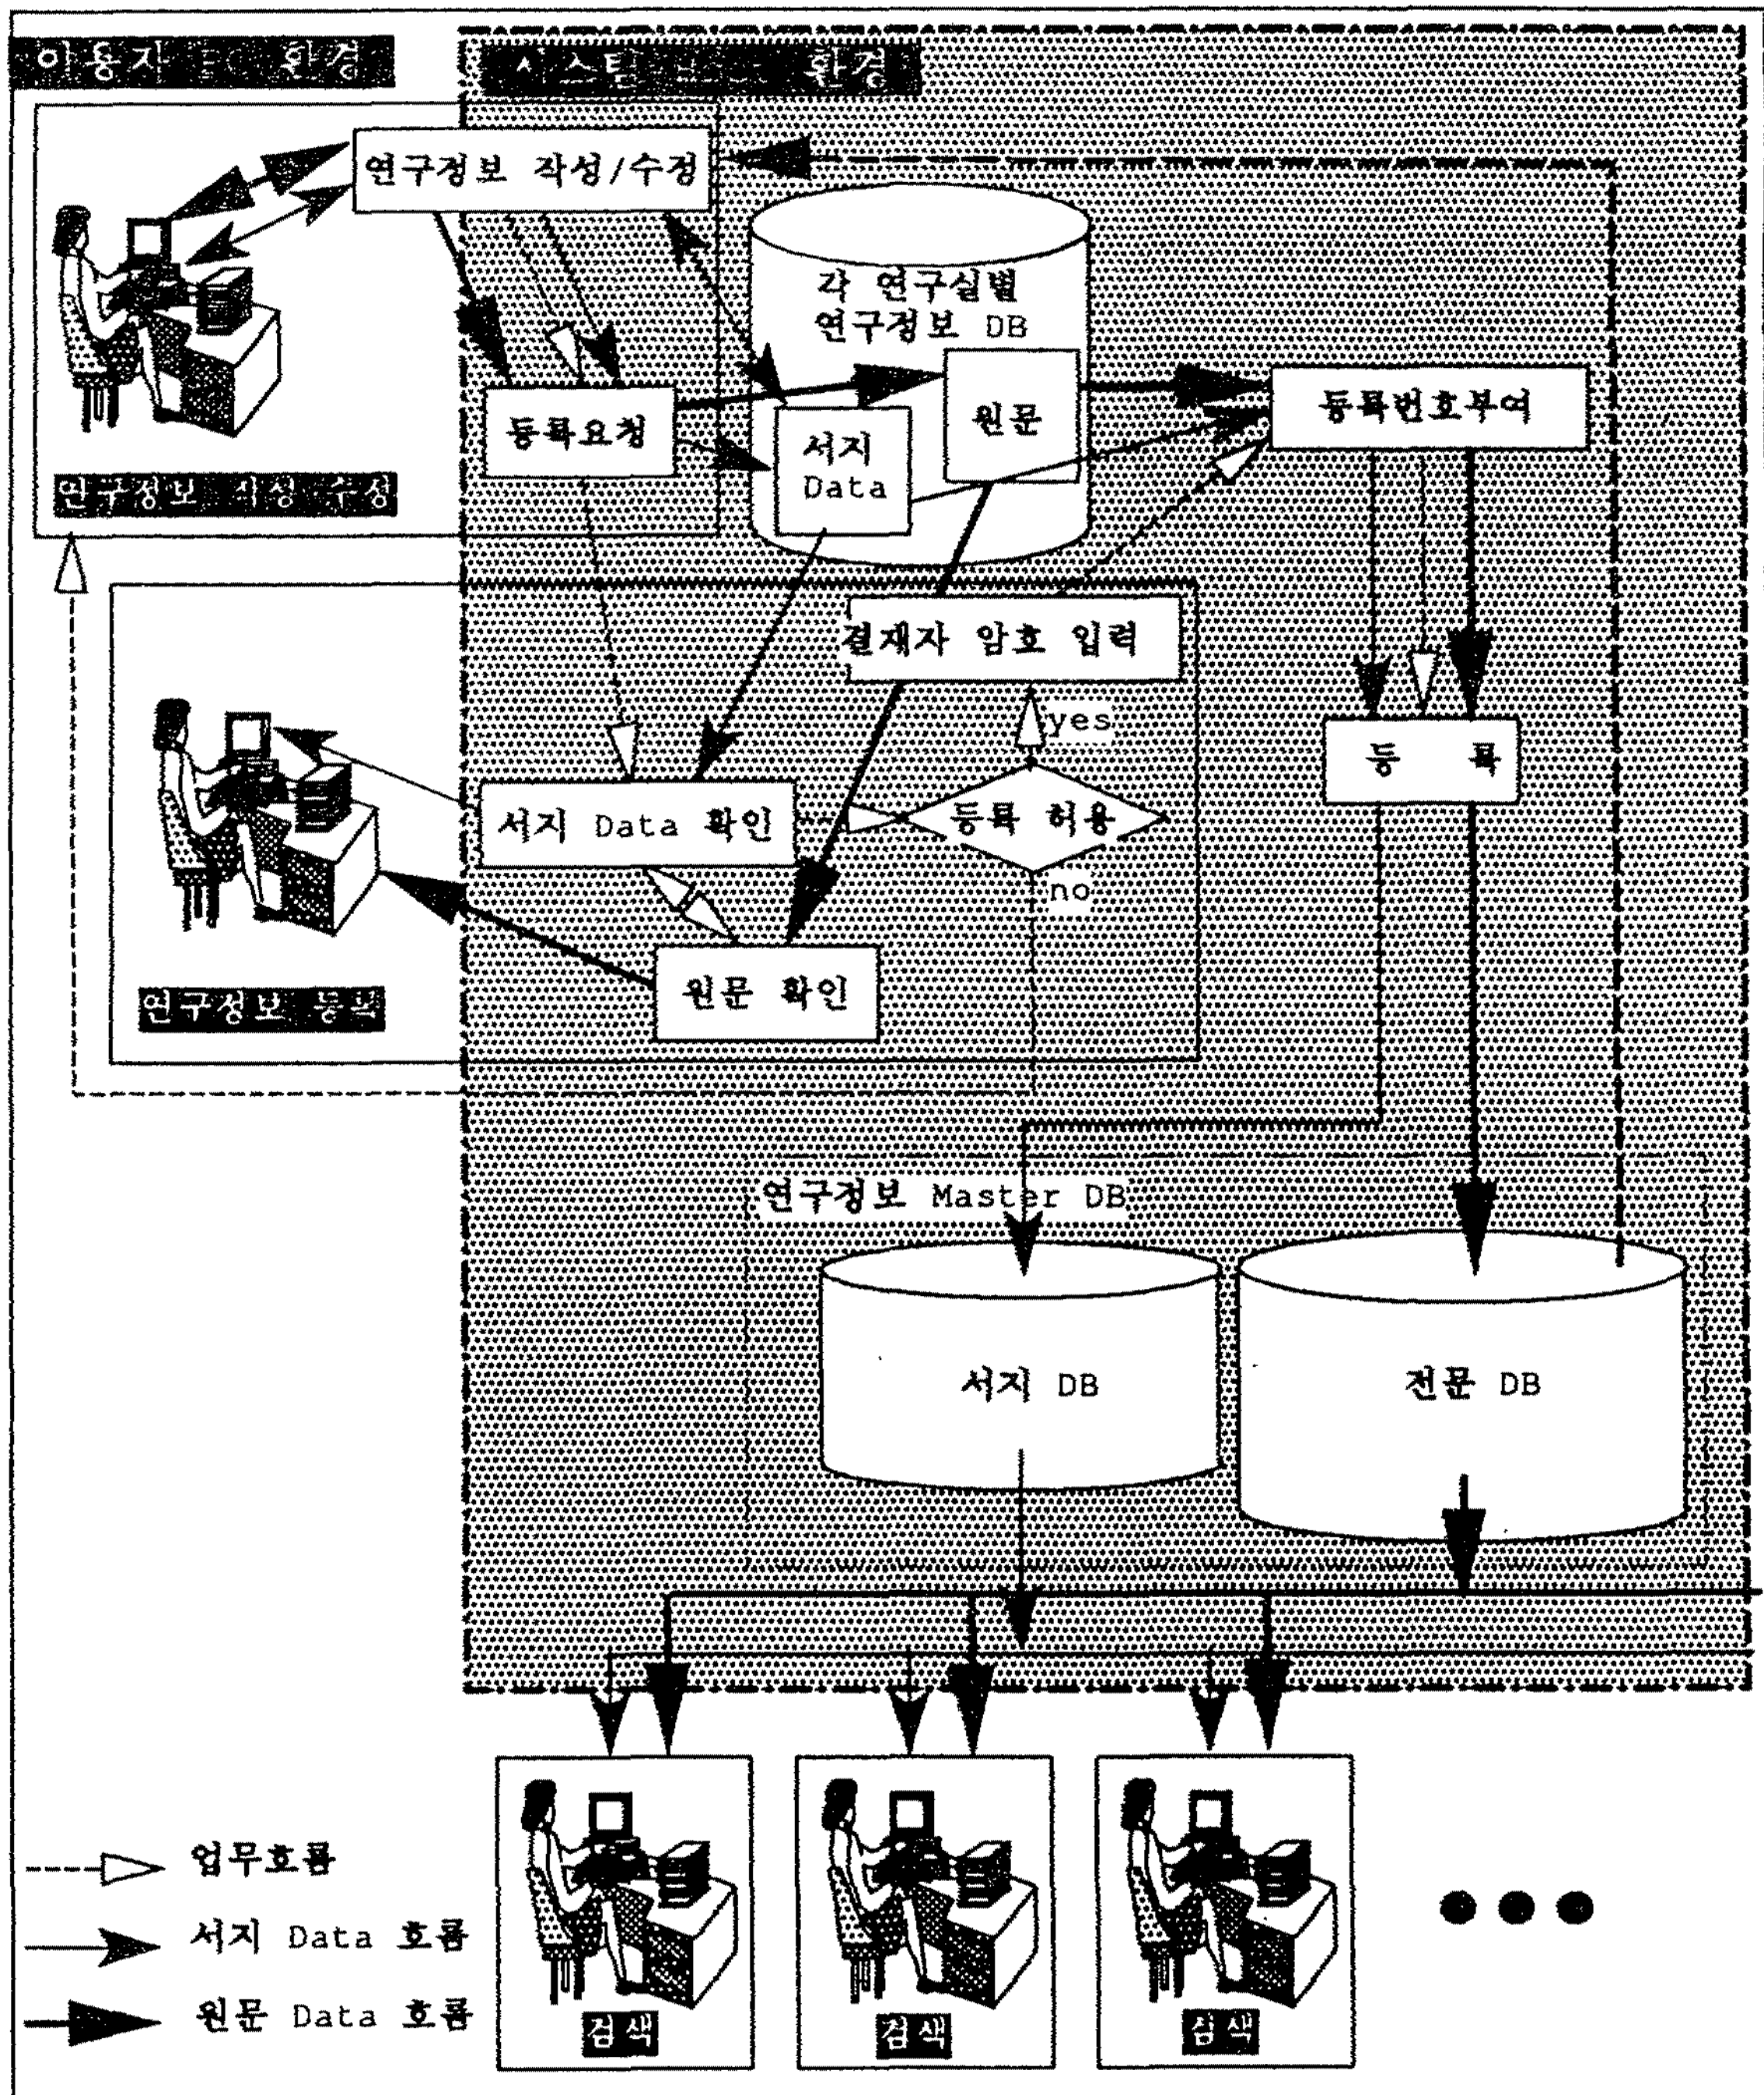 이용자 환경
환경
연구정보 작성/수정
각 연구실별
연구정보 DB
원문
등록요청
서지
Data
등록번호부여
연구정보 작성 수정
결재자 암호 입력
yes
등 록
서지 Data 확인
등록 허용
no
원문 확인
연구정보 등록
연구정보 Master DB
서지 DB
전문 DB
업무흐름
서지 Data 흐름
원문 Data 흐름
검색
검색
검색